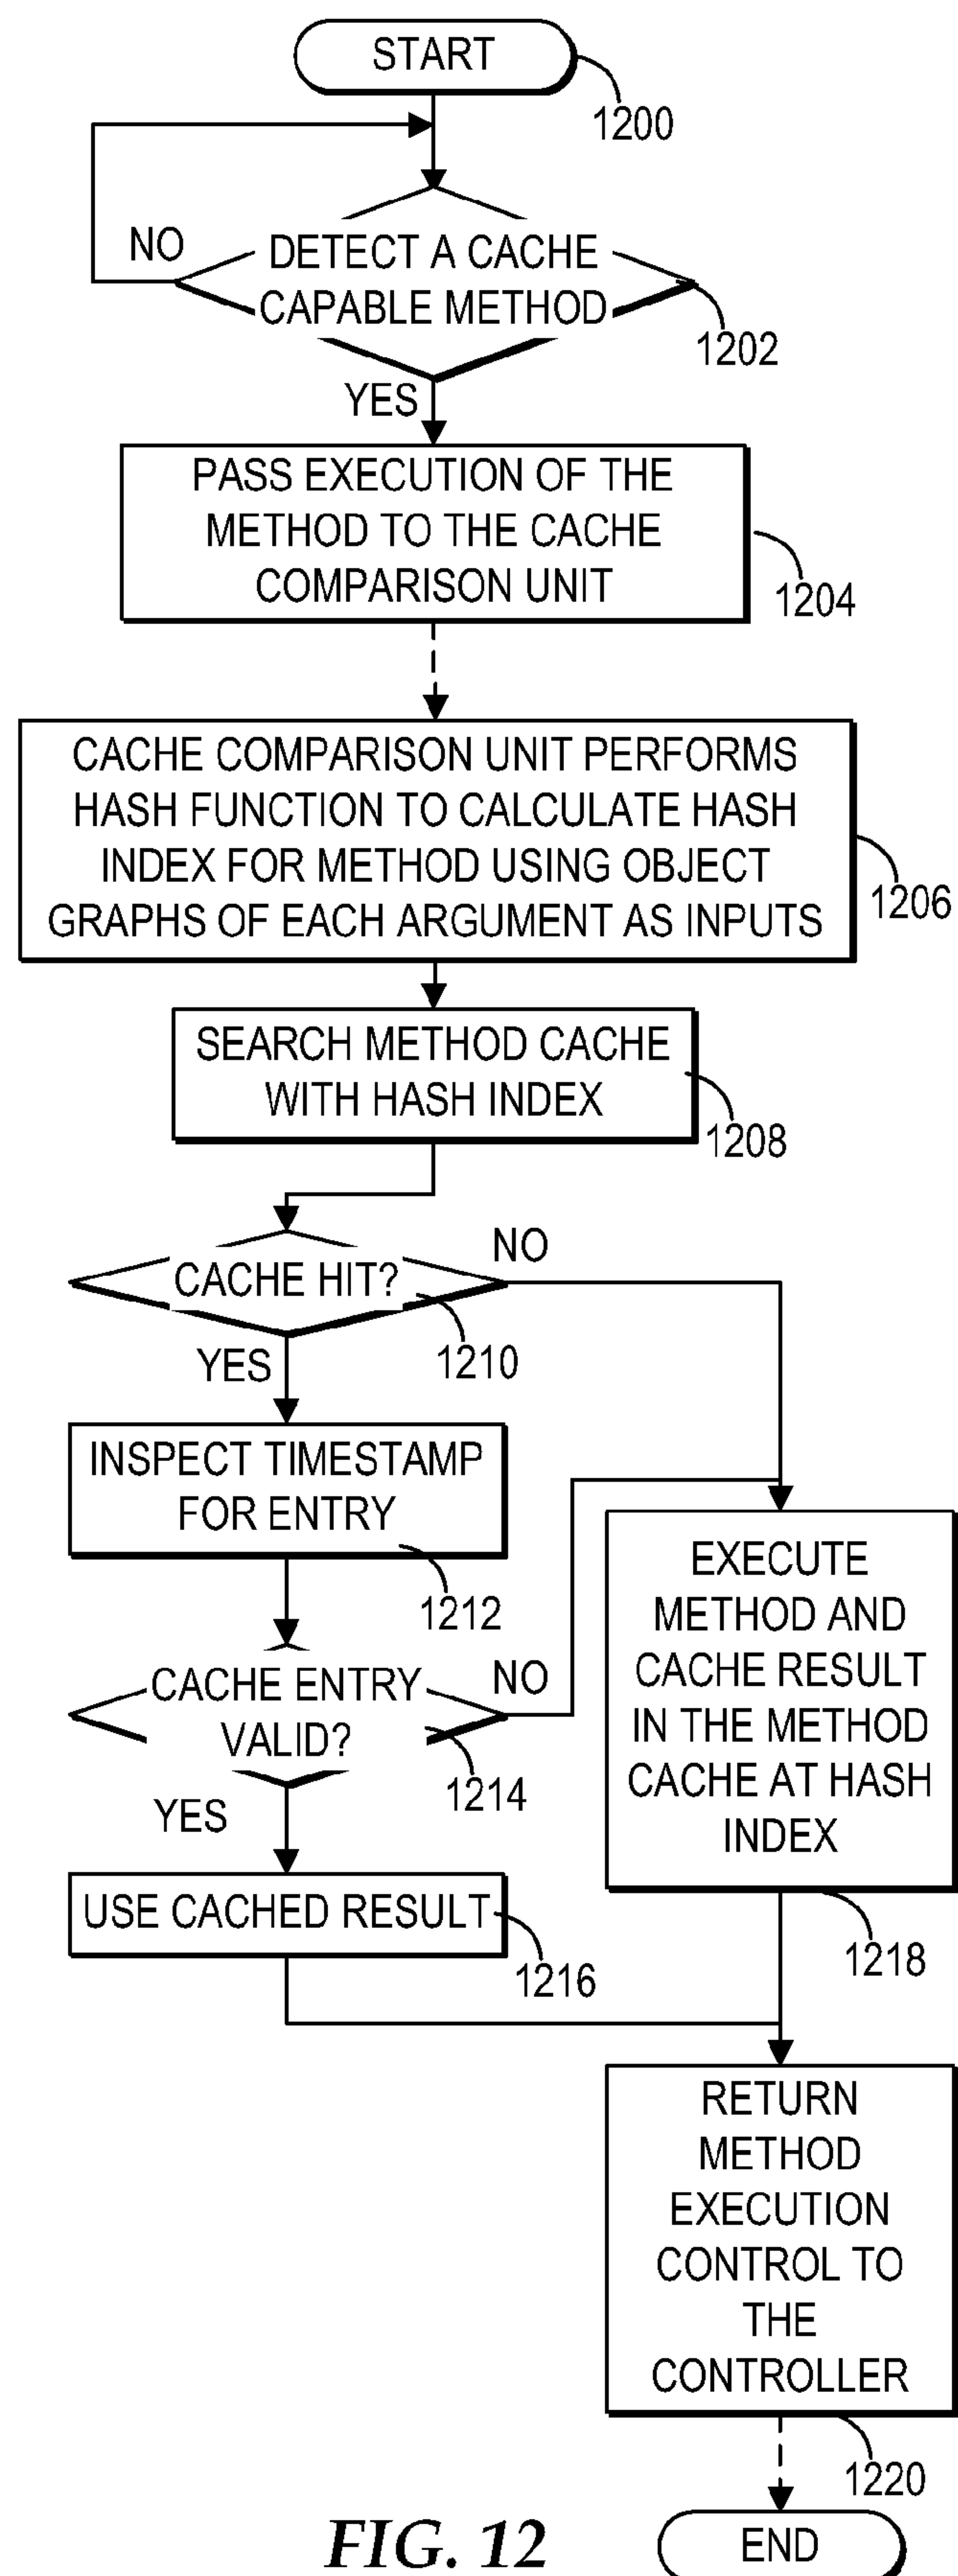 START
1200
NO
DETECT A CACHE
CAPABLE METHOD
1202
YES
PASS EXECUTION OF THE
METHOD TO THE CACHE
COMPARISON UNIT
1204
CACHE COMPARISON UNIT PERFORMS
HASH FUNCTION TO CALCULATE HASH
INDEX FOR METHOD USING OBJECT
GRAPHS OF EACH ARGUMENT AS INPUTS
1206
SEARCH METHOD CACHE
WITH HASH INDEX
1208
CACHE HIT?
NO
1210
YES
INSPECT TIMESTAMP
FOR ENTRY
1212
CACHE ENTRY
VALID?
NO
1214
YES
USE CACHED RESULT
1216
EXECUTE
METHOD AND
CACHE RESULT
IN THE METHOD
CACHE AT HASH
INDEX
1218
RETURN
METHOD
EXECUTION
CONTROL TO
THE
CONTROLLER
1220
END
FIG. 12